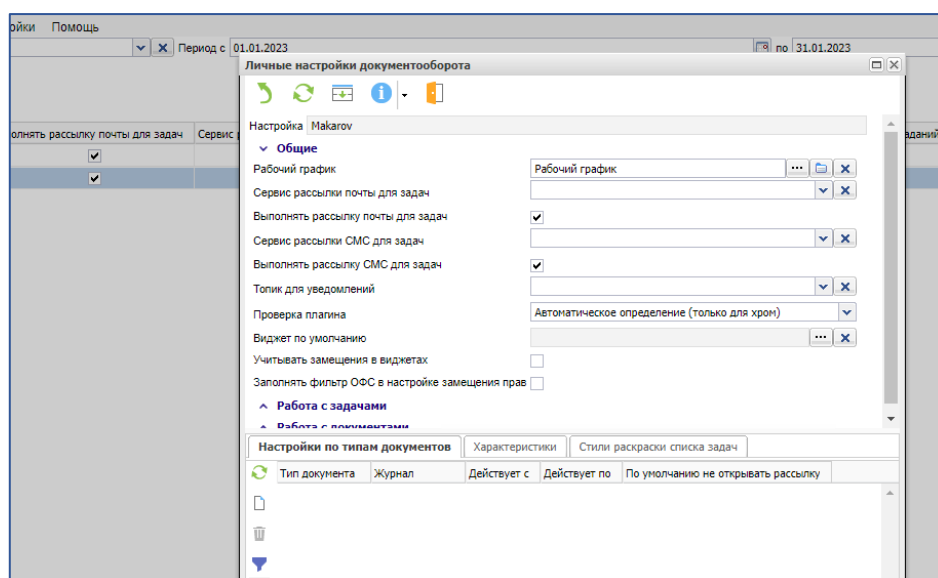 Помощь
Период с 01.01.2023 по 31.01.2023
Личные настройки документооборота
Настройка Makarov
рассылку почты для задач Сервис
Общие
Рабочий график Рабочий график
Сервис рассылки почты для задач
Выполнять рассылку почты для задач
Сервис рассылки СМС для задач
Выполнять рассылку СМС для задач
Топик для уведомлений
Проверка плагина Автоматическое определение (только для хром)
Виджет по умолчанию
Учитывать замещения в виджетах
Заполнять фильтр ОФС в настройке замещения прав
Работа с задачами
Работа с документами
Настройки по типам документов Характеристики Стили раскраски списка задач
Тип документа Журнал Действует с Действует по По умолчанию не открывать рассылку